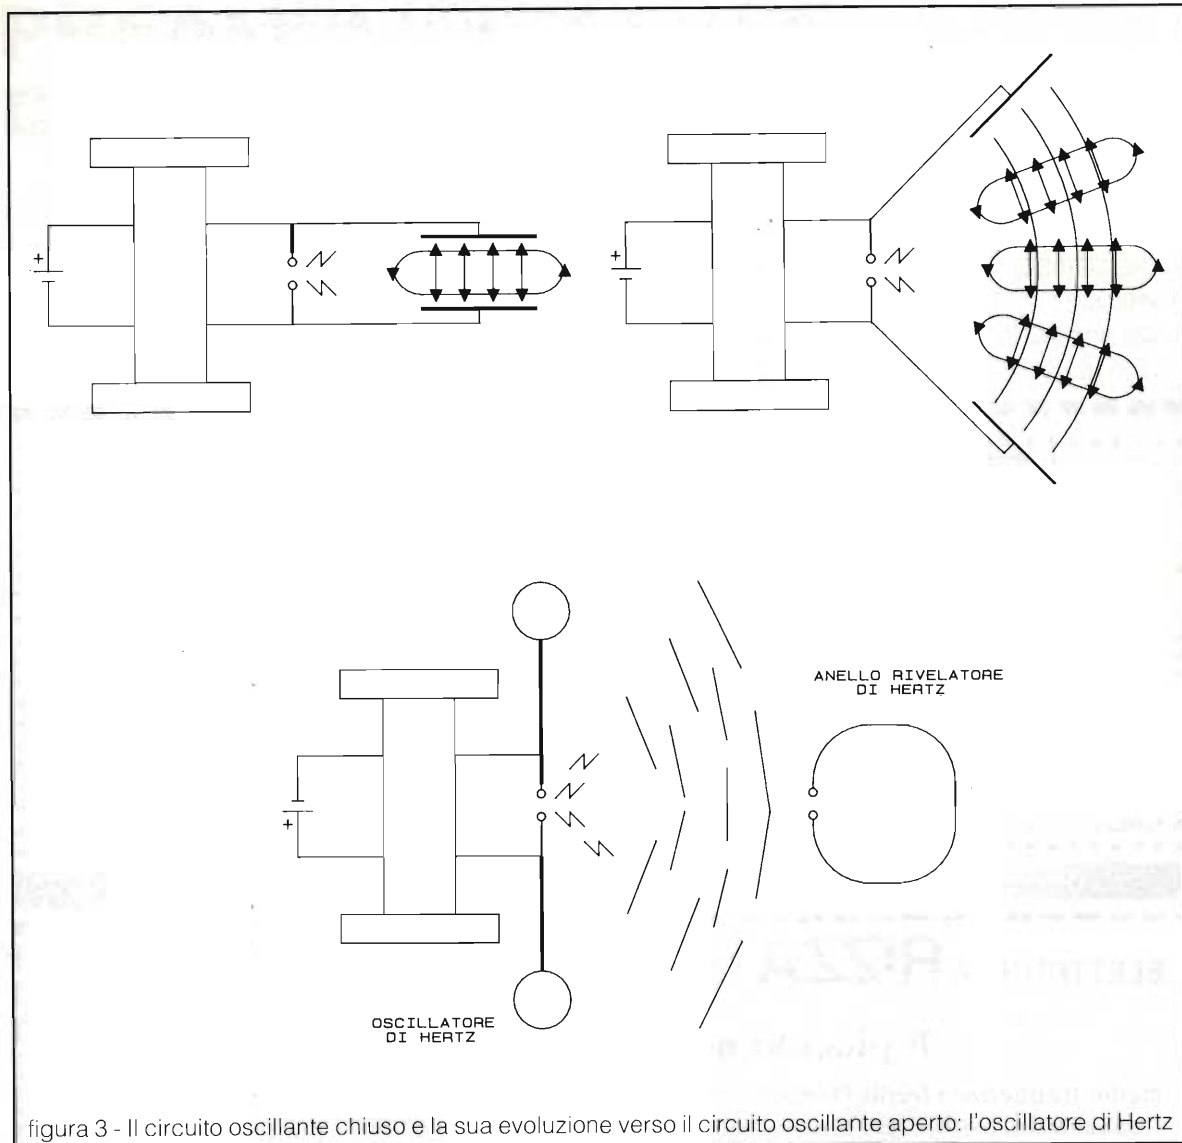 +
+
ANELLO RIVELATORE
DI HERTZ
+
OSCILLATORE
DI HERTZ
figura 3 - Il circuito oscillante chiuso e la sua evoluzione verso il circuito oscillante aperto: l'oscillatore di Hertz